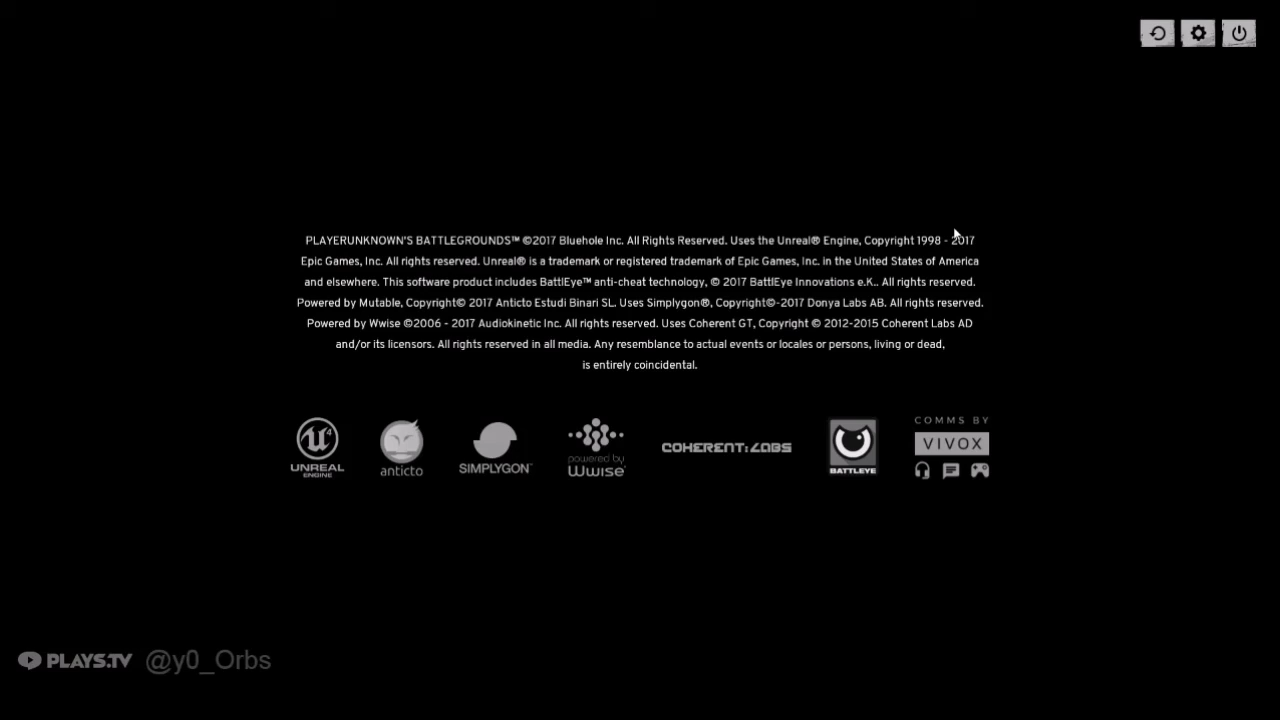 PLAYERUNKNOWN'S BATTLEGROUNDS™ ©2017 Bluehole Inc. All Rights Reserved. Uses the Unreal® Engine, Copyright 1998 - 2017
Epic Games, Inc. All rights reserved. Unreal® is a trademark or registered trademark of Epic Games, Inc. in the United States of America
and elsewhere. This software product includes BattlEye™ anti-cheat technology, © 2017 BattlEye Innovations e.K.. All rights reserved.
Powered by Mutable, Copyright© 2017 Anticto Estudi Binari SL. Uses Simplygon®, Copyright©-2017 Donya Labs AB. All rights reserved.
Powered by Wwise ©2006 - 2017 Audiokinetic Inc. All rights reserved. Uses Coherent GT, Copyright © 2012-2015 Coherent Labs AD
and/or its licensors. All rights reserved in all media. Any resemblance to actual events or locales or persons, living or dead,
is entirely coincidental.
4
UNREAL
ENGINE
anticto
SIMPLYGON
powered by
Wwise
COHERENT:LABS
BATTLEYE
COMMS BY
VIVOX
PLAYS.TV @y0_Orbs